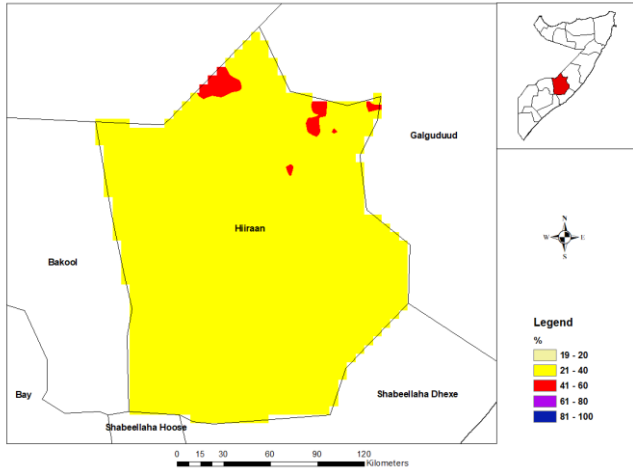 Galguduud
Hiiraan
Bakool
Bay
Shabeellaha Dhexe
Shabeellaha Hoose
N
W E
S
Legend
%
19 - 20
21 - 40
41 - 60
61 - 80
81 - 100
0 15 30 60 90 120
Kilometers